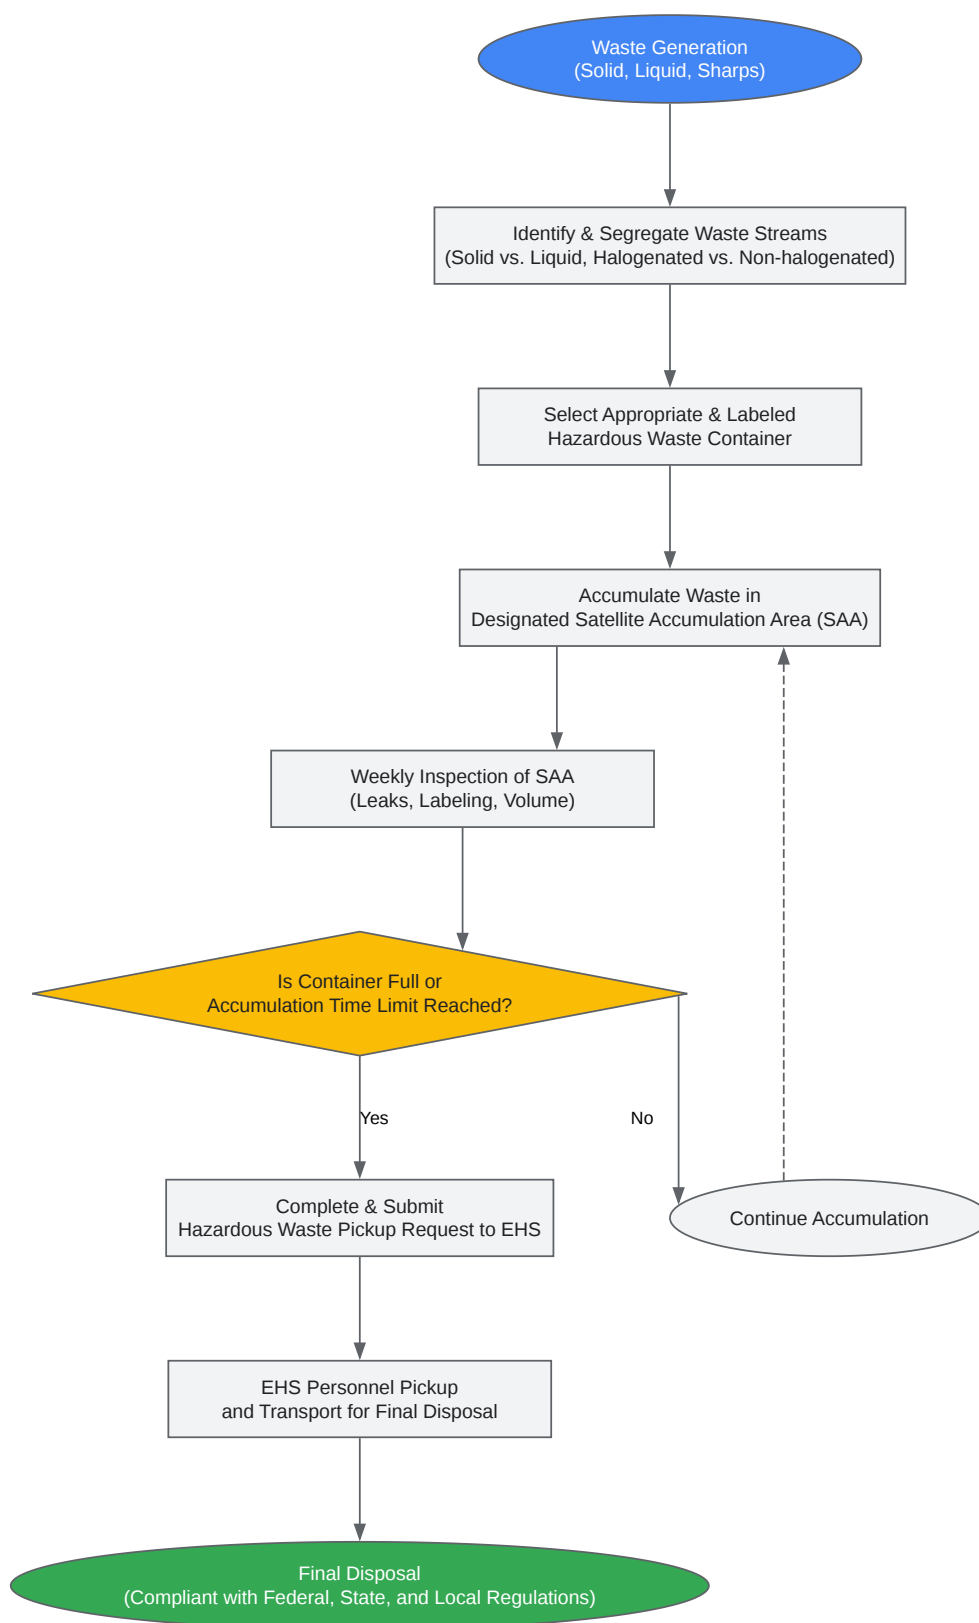 Waste Generation
(Solid, Liquid, Sharps)
Identify & Segregate Waste Streams
(Solid vs. Liquid, Halogenated vs. Non-halogenated)
Select Appropriate & Labeled
Hazardous Waste Container
Accumulate Waste in
Designated Satellite Accumulation Area (SAA)
Weekly Inspection of SAA
(Leaks, Labeling, Volume)
Is Container Full or
Accumulation Time Limit Reached?
Yes
No
Complete & Submit
Hazardous Waste Pickup Request to EHS
Continue Accumulation
EHS Personnel Pickup
and Transport for Final Disposal
Final Disposal
(Compliant with Federal, State, and Local Regulations)